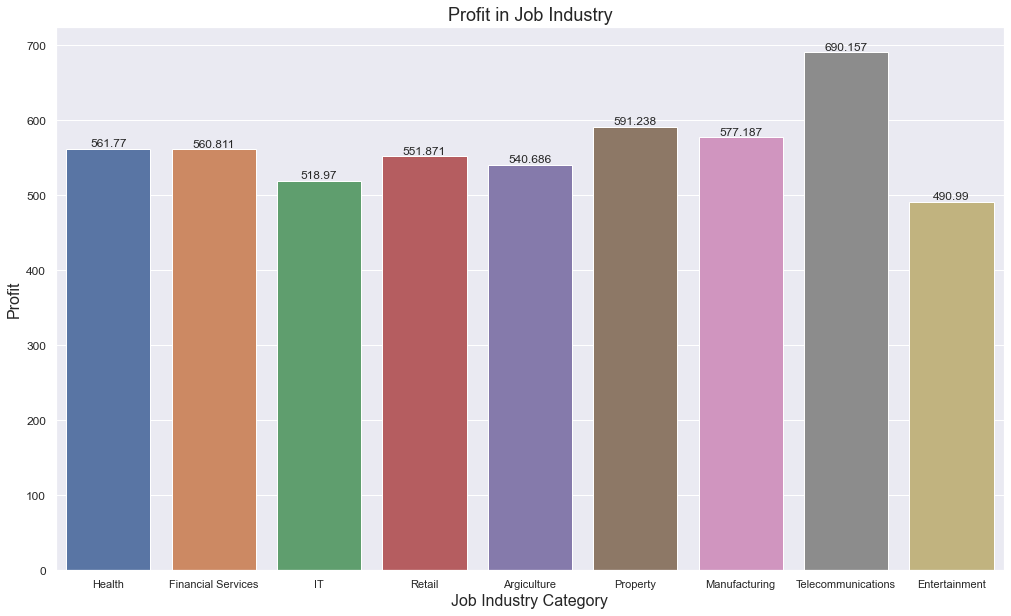 Profit in Job Industry
Profit
700
600
500
400
300
200
100
0
561.77
560.811
518.97
551.871
540.686
591.238
577.187
690.157
490.99
Health
Financial Services
IT
Retail
Argiculture
Property
Manufacturing
Telecommunications
Entertainment
Job Industry Category